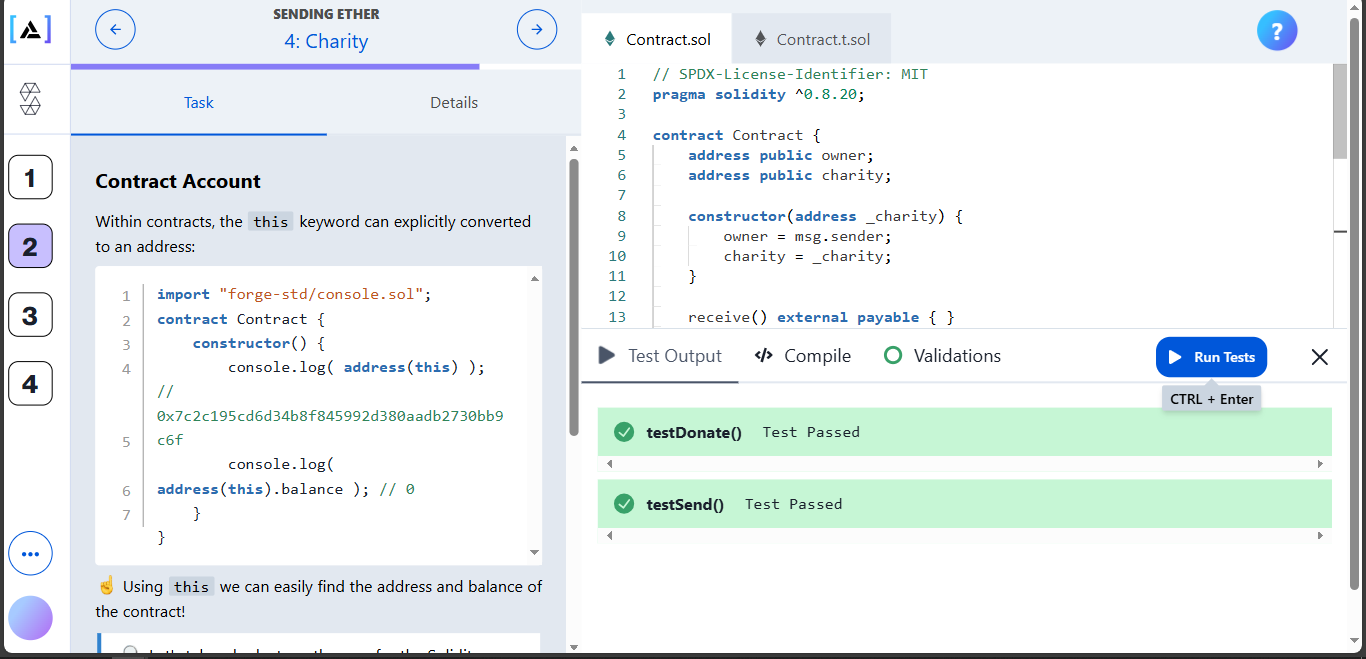 SENDING ETHER
4: Charity
Task
Details
1
2
3
4
Contract Account
Within contracts, the this keyword can explicitly converted
to an address:
1 import "forge-std/console.sol";
2 contract Contract {
3 constructor() {
4 console.log( address(this) );
//
0x7c2c195cd6d34b8f845992d380aadb2730bb9
5 c6f
console.log(
6 address(this).balance ); // 0
7 }
}
☝ Using this we can easily find the address and balance of
the contract!
Contract.sol
Contract.t.sol
?
1 // SPDX-License-Identifier: MIT
2 pragma solidity ^0.8.20;
3
4 contract Contract {
5 address public owner;
6 address public charity;
7
8 constructor(address _charity) {
9 owner = msg.sender;
10 charity = _charity;
11 }
12
13 receive() external payable { }
Test Output
Compile
Validations
Run Tests
CTRL + Enter
testDonate() Test Passed
testSend() Test Passed